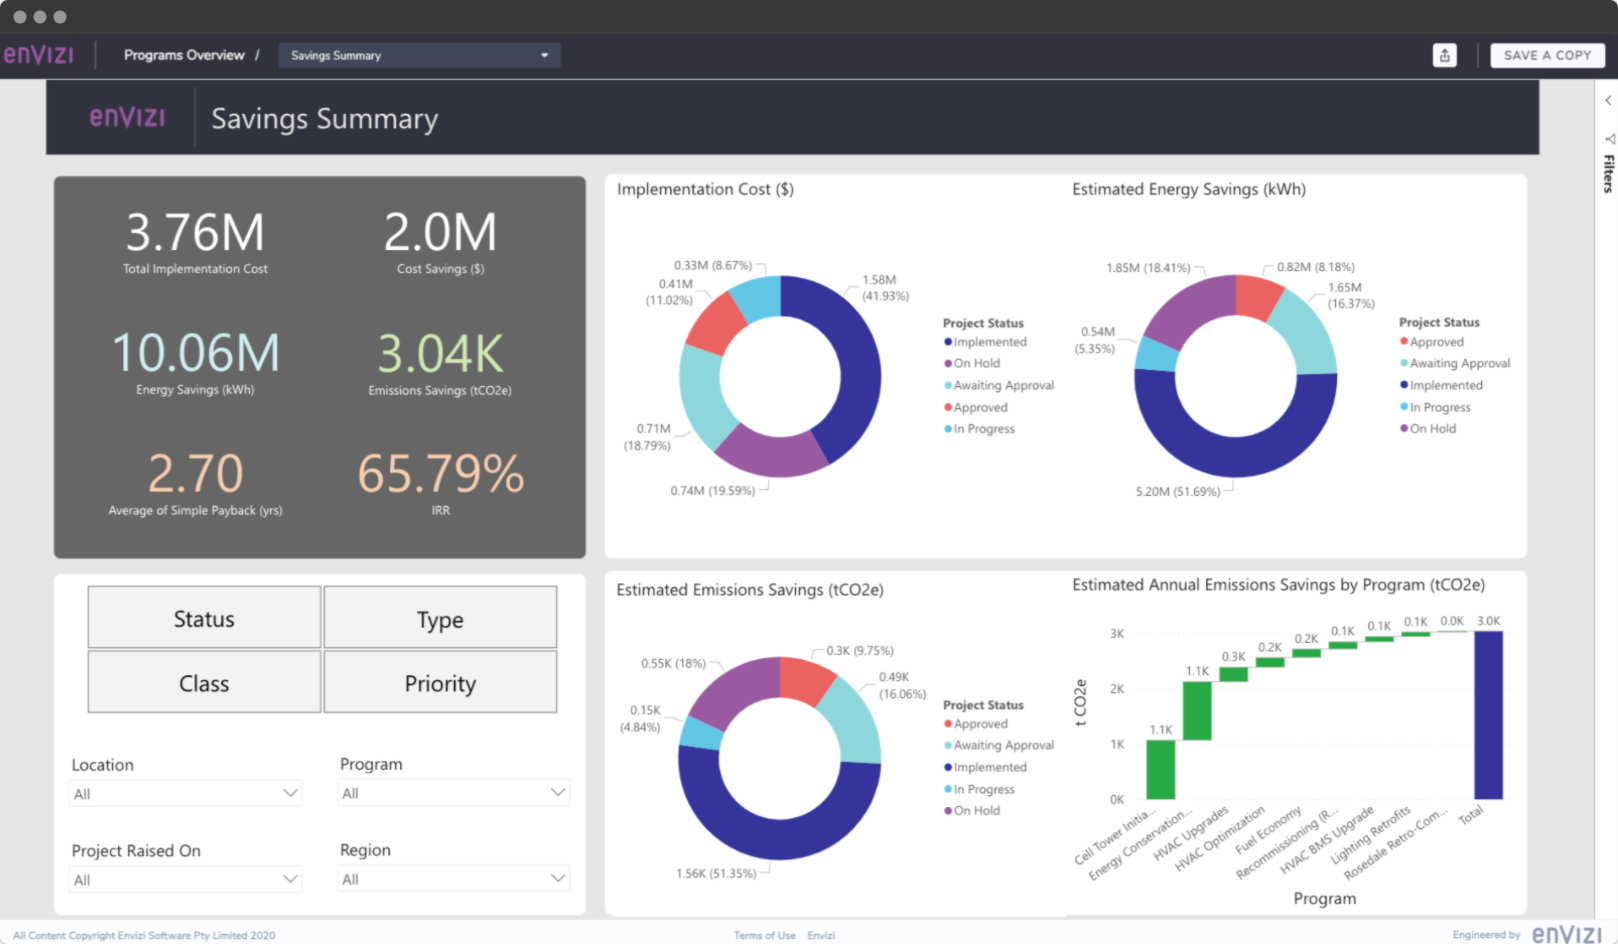 enVIZI
Programs Overview /
Savings Summary
SAVE A COPY
enVIZI
Savings Summary
Filters
3.76M
Total Implementation Cost
2.0M
Cost Savings ($)
10.06M
Energy Savings (kWh)
3.04K
Emissions Savings (tCO2e)
2.70
Average of Simple Payback (yrs)
65.79%
IRR
Implementation Cost ($)
0.33M (8.67%)
0.41M
(11.02%)
1.58M
(41.93%)
0.71M
(18.79%)
0.74M (19.59%)
Project Status
Implemented
On Hold
Awaiting Approval
Approved
In Progress
Estimated Energy Savings (kWh)
1.85M (18.41%)
0.82M (8.18%)
1.65M
(16.37%)
0.54M
(5.35%)
5.20M (51.69%)
Project Status
Approved
Awaiting Approval
Implemented
In Progress
On Hold
Status
Type
Class
Priority
Location
All
Program
All
Project Raised On
All
Region
All
Estimated Emissions Savings (tCO2e)
0.55K (18%)
0.3K (9.75%)
0.49K
(16.06%)
0.15K
(4.84%)
1.56K (51.35%)
Project Status
Approved
Awaiting Approval
Implemented
In Progress
On Hold
Estimated Annual Emissions Savings by Program (tCO2e)
t CO2e
3K
2K
1K
0K
1.1K
1.1K
0.3K
0.2K
0.2K
0.1K
0.1K
0.1K
0.0K
3.0K
Cell Tower Initia...
Energy Conservation...
HVAC Upgrades
HVAC Optimization
Fuel Economy
Recommissioning (R...
HVAC BMS Upgrade
Lighting Retrofits
Rosedale Retro-Com...
Total
Program
All Content Copyright Envizi Software Pty Limited 2020
Terms of Use
Envizi
Engineered by
enVIZI